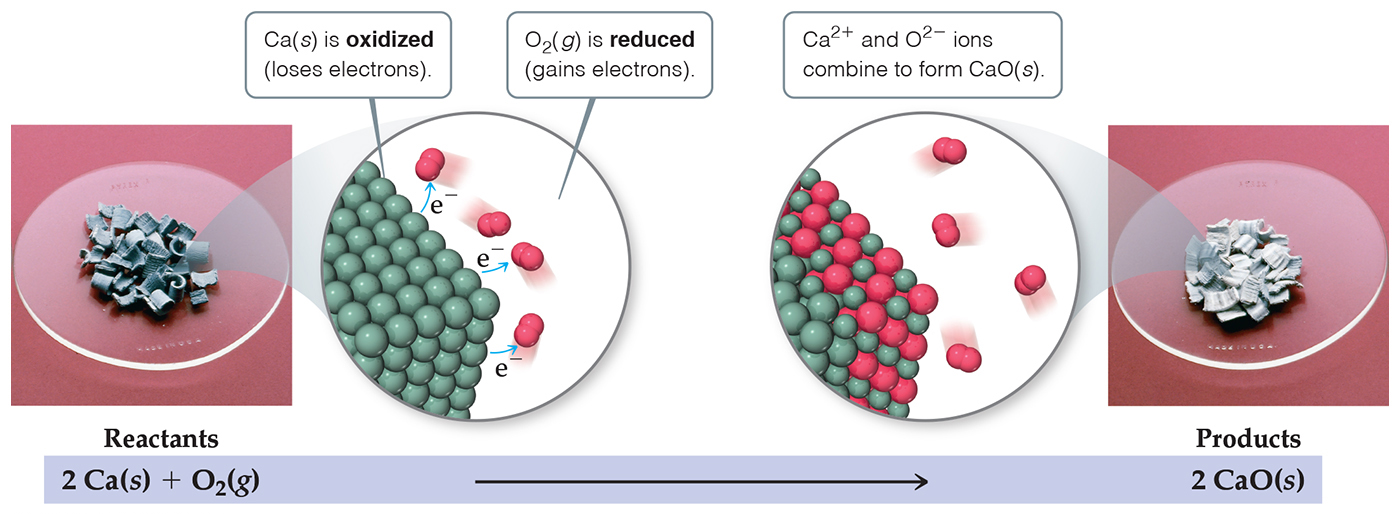 Ca(s) is oxidized
(loses electrons).
O₂(g) is reduced
(gains electrons).
Ca²⁺ and O²⁻ ions
combine to form CaO(s).
e⁻
e⁻
e⁻
Reactants
Products
2 Ca(s) + O₂(g)
2 CaO(s)